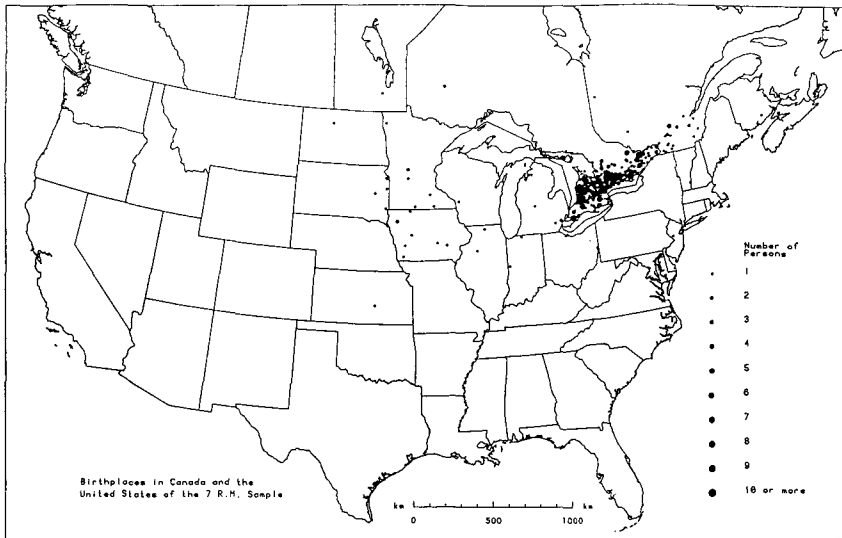 Number of
Persons
1
2
3
4
5
6
7
8
9
10 or more
Birthplaces in Canada and the
United States of the 7 R.M. Sample
km km
0 500 1000